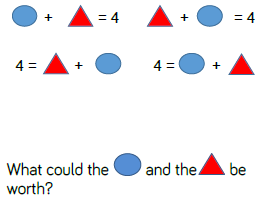 + = 4 + = 4
4 = + 4 = +
What could the and the be
worth?